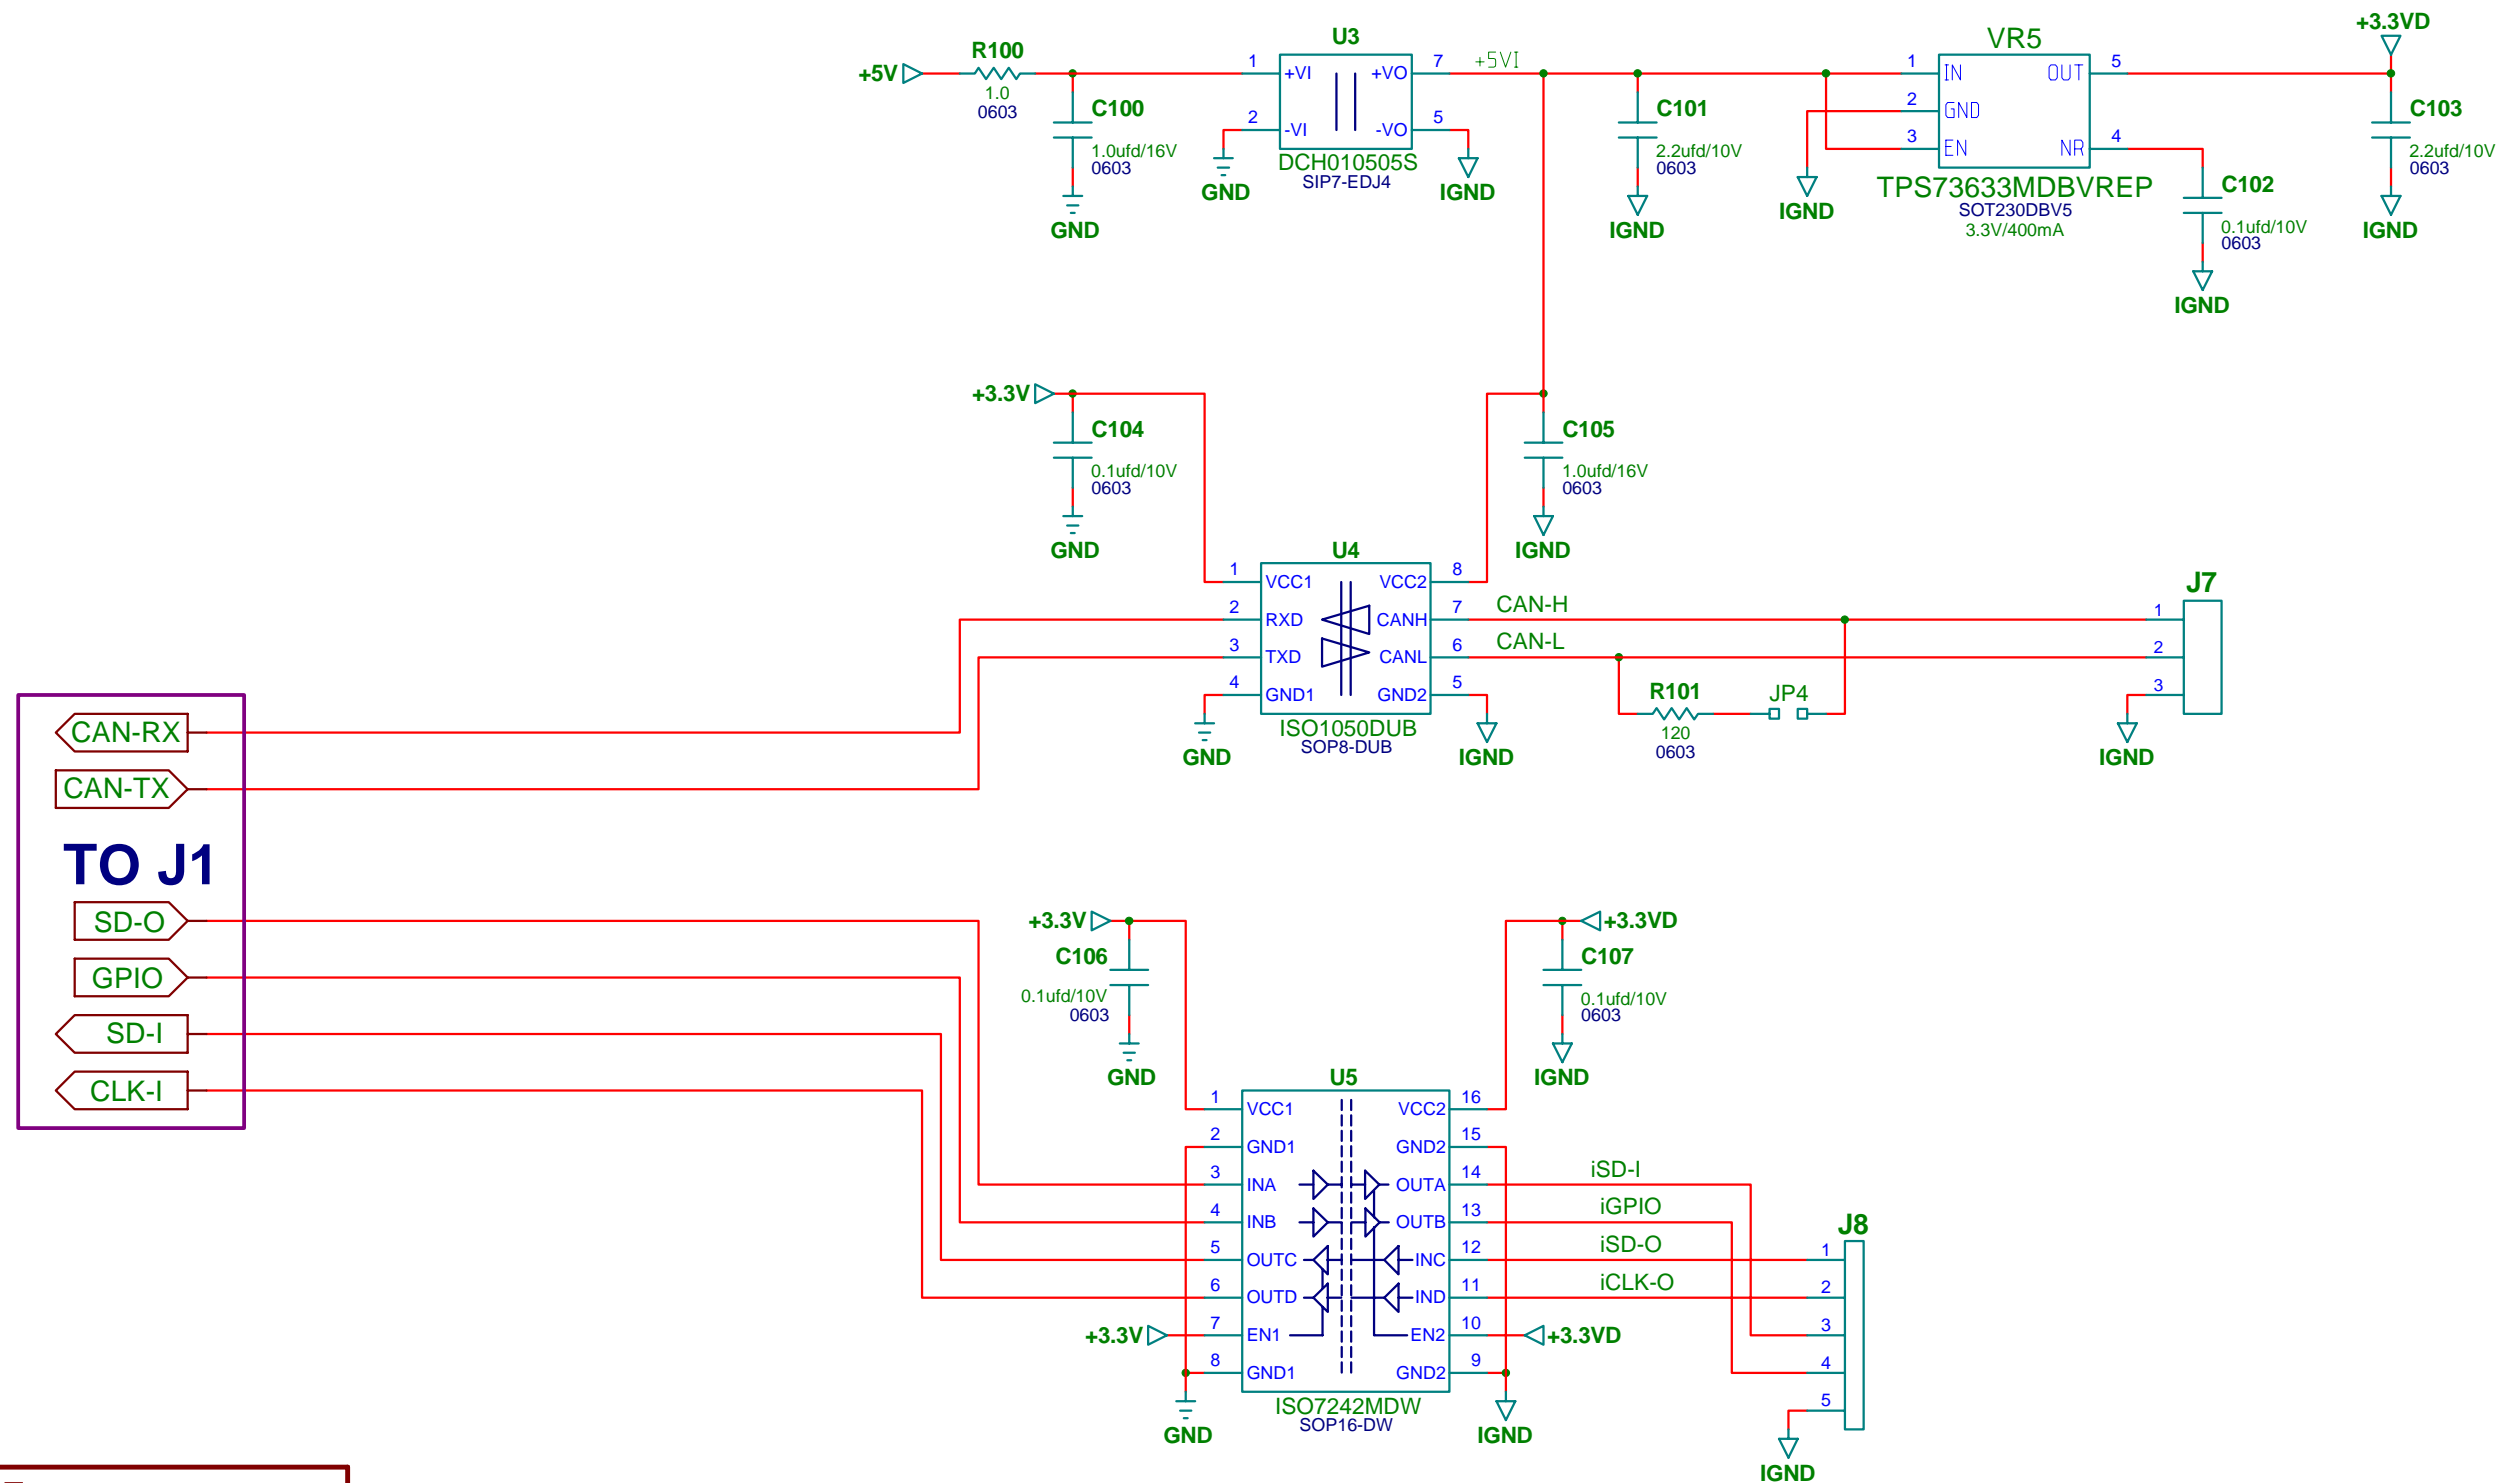 +5V
R100
1.0
0603
C100
1.0ufd/16V
0603
GND
U3
1
+VI
+VO
7
2
-VI
-VO
5
DCH010505S
SIP7-EDJ4
GND
IGND
+5VI
C101
2.2ufd/10V
0603
IGND
VR5
1
IN
OUT
5
2
GND
3
EN
NR
4
TPS73633MDBVREP
SOT230DBV5
3.3V/400mA
IGND
+3.3VD
C103
2.2ufd/10V
0603
IGND
C102
0.1ufd/10V
0603
IGND
+3.3V
C104
0.1ufd/10V
0603
GND
C105
1.0ufd/16V
0603
IGND
U4
1
VCC1
VCC2
8
2
RXD
CANH
7
3
TXD
CANL
6
4
GND1
GND2
5
ISO1050DUB
SOP8-DUB
GND
IGND
CAN-H
CAN-L
R101
120
0603
JP4
J7
1
2
3
IGND
CAN-RX
CAN-TX
TO J1
SD-O
GPIO
SD-I
CLK-I
+3.3V
C106
0.1ufd/10V
0603
GND
+3.3VD
C107
0.1ufd/10V
0603
IGND
U5
1
VCC1
VCC2
16
2
GND1
GND2
15
3
INA
OUTA
14
4
INB
OUTB
13
5
OUTC
INC
12
6
OUTD
IND
11
+3.3V
7
EN1
EN2
10
+3.3VD
8
GND1
GND2
9
ISO7242MDW
SOP16-DW
GND
IGND
iSD-I
iGPIO
iSD-O
iCLK-O
J8
1
2
3
4
5
IGND